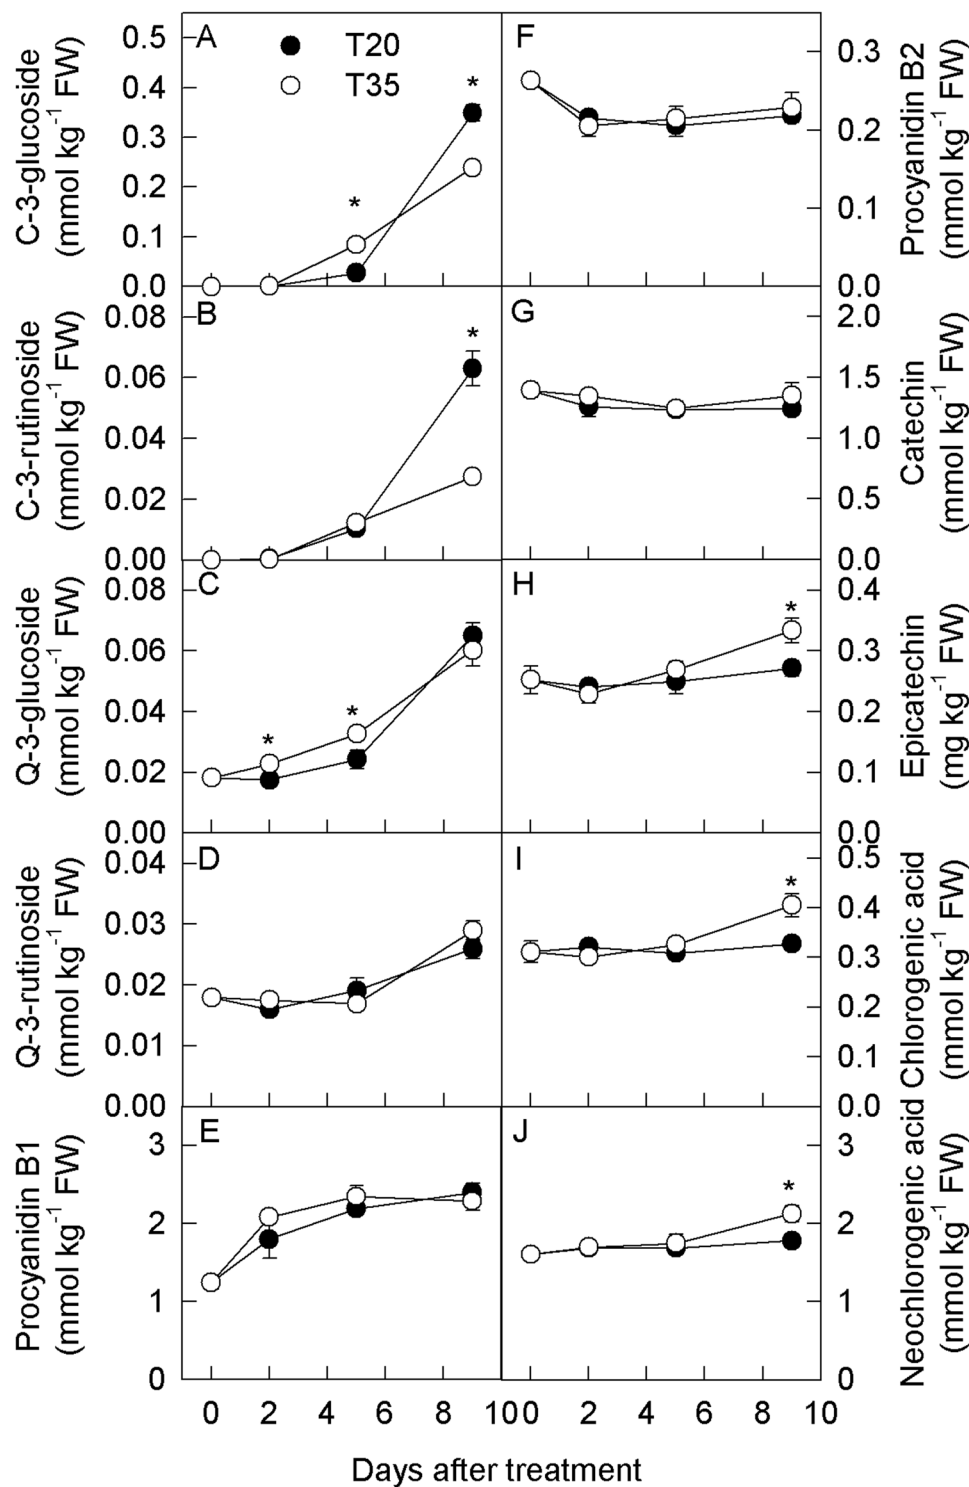 A
T20
T35
*
*
0.5
0.4
0.3
0.2
0.1
0.0
C-3-glucoside
(mmol kg⁻¹ FW)
F
0.3
0.2
0.1
0.0
Procyanidin B2
(mmol kg⁻¹ FW)
B
*
0.08
0.06
0.04
0.02
0.00
C-3-rutinoside
(mmol kg⁻¹ FW)
G
2.0
1.5
1.0
0.5
0.0
Catechin
(mmol kg⁻¹ FW)
C
*
*
0.08
0.06
0.04
0.02
0.00
Q-3-glucoside
(mmol kg⁻¹ FW)
H
*
0.4
0.3
0.2
0.1
0.0
Epicatechin
(mg kg⁻¹ FW)
D
0.04
0.03
0.02
0.01
0.00
Q-3-rutinoside
(mmol kg⁻¹ FW)
I
*
0.5
0.4
0.3
0.2
0.1
0.0
Chlorogenic acid
(mmol kg⁻¹ FW)
E
3
2
1
0
Procyanidin B1
(mmol kg⁻¹ FW)
J
*
3
2
1
0
Neochlorogenic acid
(mmol kg⁻¹ FW)
0 2 4 6 8 10
0 2 4 6 8 10
Days after treatment